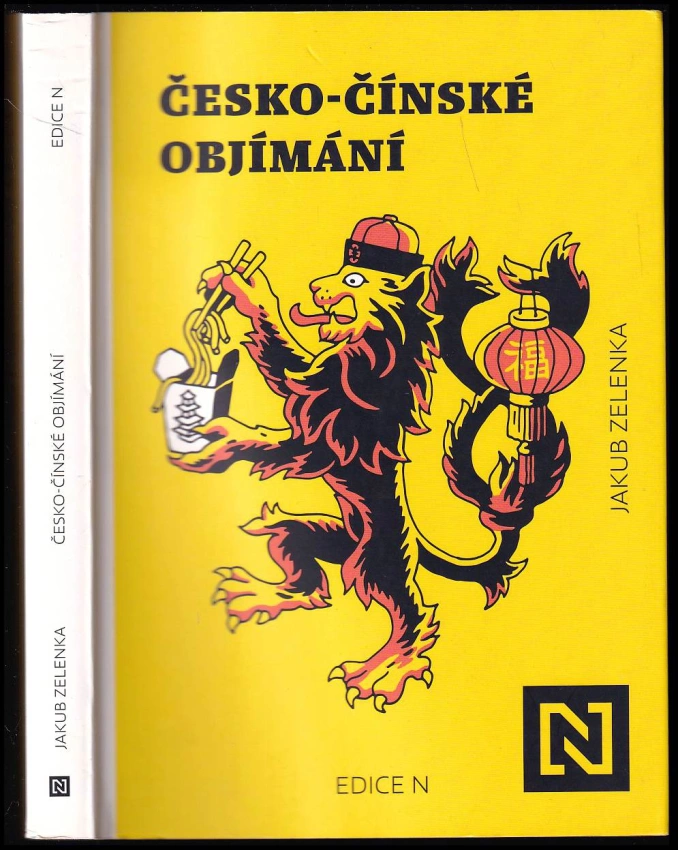 ČESKO-ČÍNSKÉ
OBJÍMÁNÍ
福
JAKUB ZELENKA
EDICE N
N
EDICE N
ČESKO-ČÍNSKÉ OBJÍMÁNÍ
JAKUB ZELENKA
N